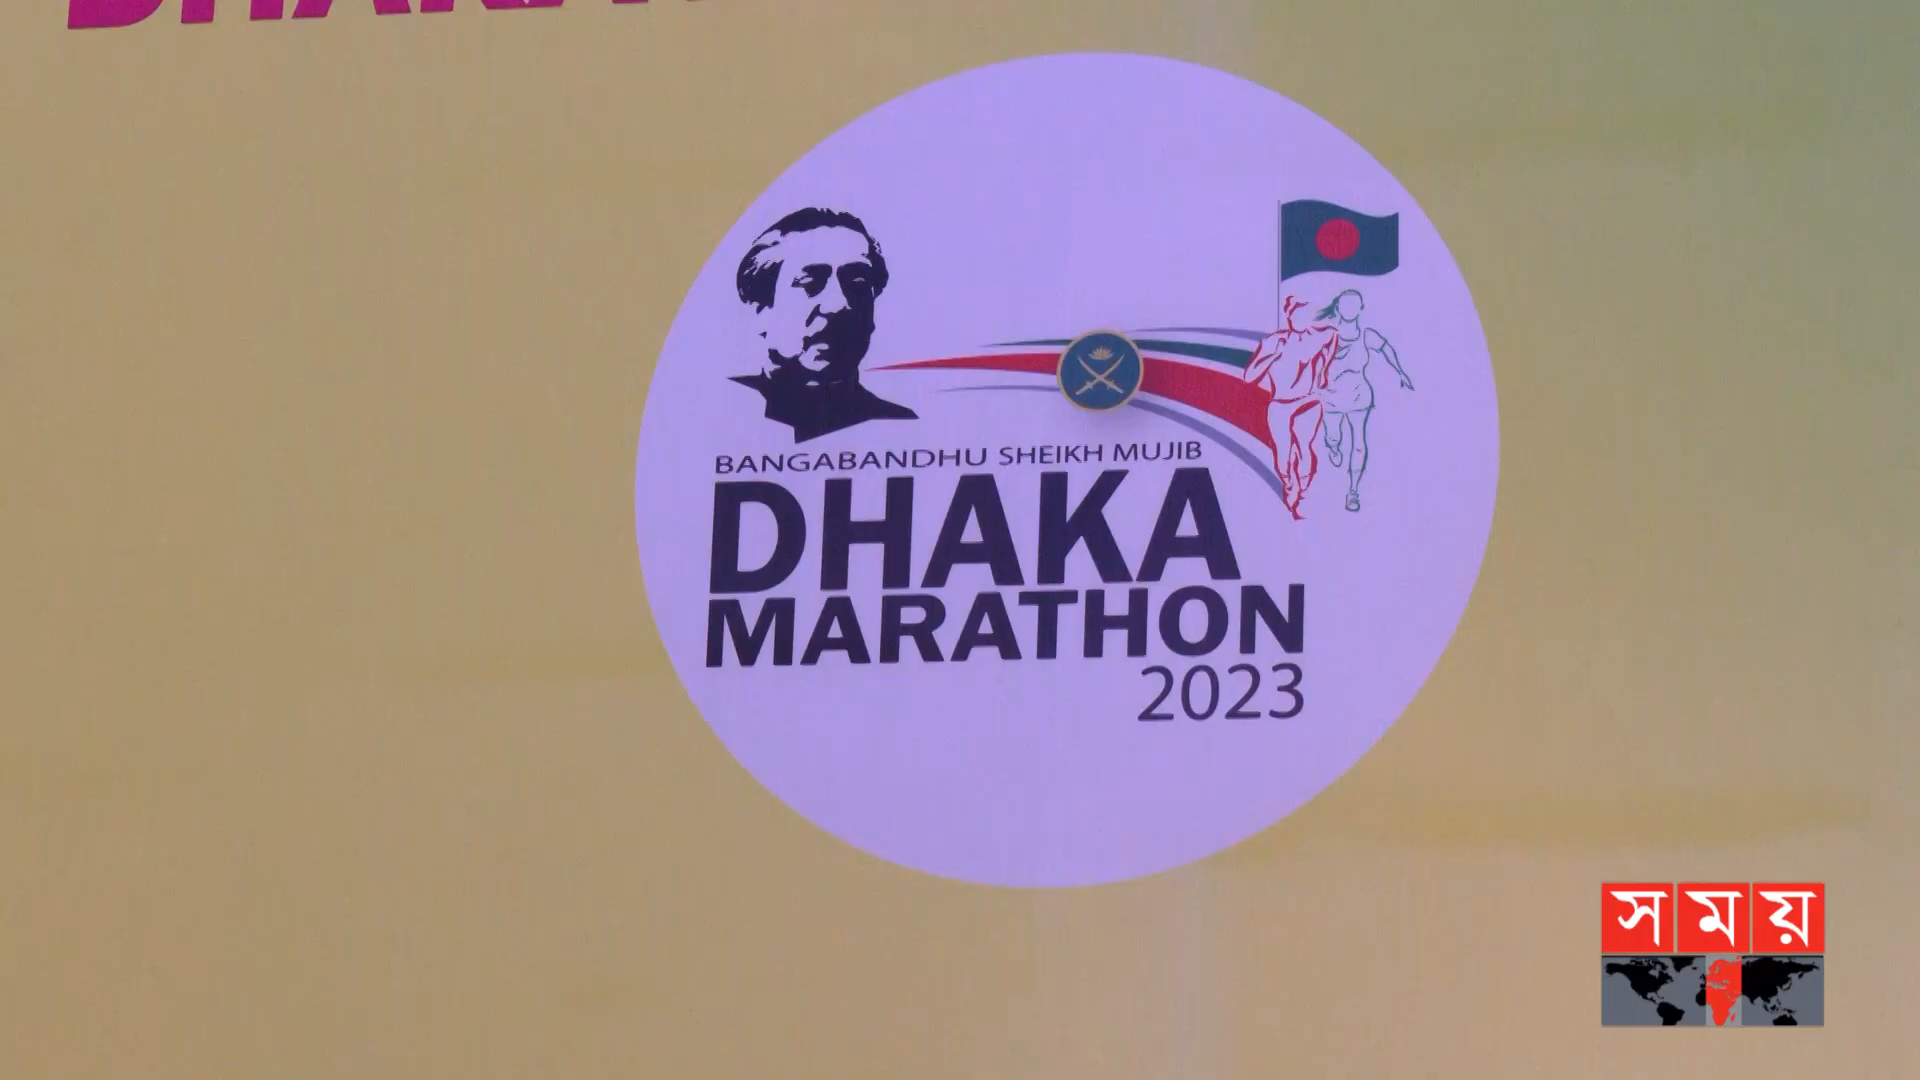 BANGABANDHU SHEIKH MUJIB
DHAKA
MARATHON
2023
সময়